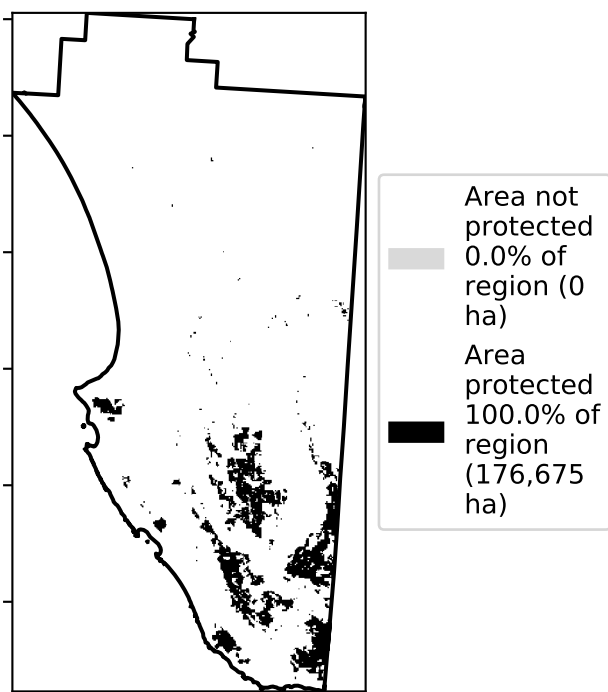 Area not
protected
0.0% of
region (0
ha)
Area
protected
100.0% of
region
(176,675
ha)